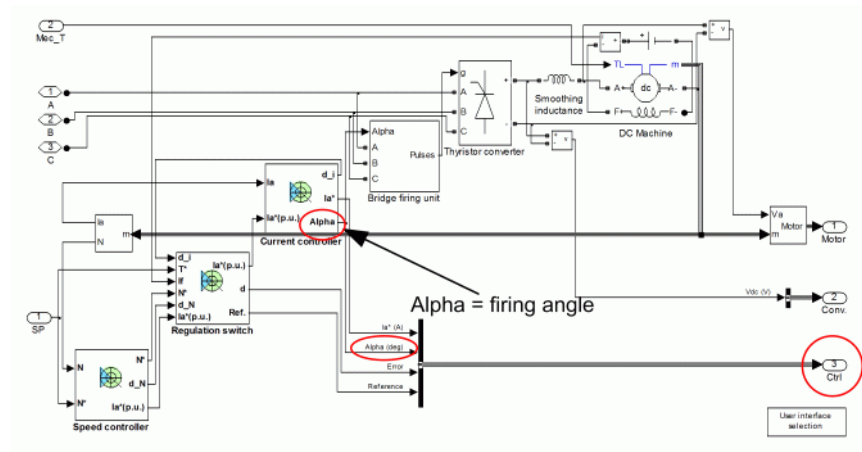 2
Mec_T
1
A
2
B
3
C
+
-
+
v
-
TL
m
A+
dc
A-
F+
F-
DC Machine
Smoothing
inductance
g
A
B
C
+
-
Thyristor converter
+
v
-
Alpha
A
B
C
Pulses
Bridge firing unit
Ia
Ia*(p.u.)
d_i
Ia*
Alpha
Current controller
Ia
N
m
d_i
T*
If
N*
d_N
Ia*(p.u.)
Ia*(p.u.)
d
Ref.
Regulation switch
1
SP
N
N*
N*
d_N
Ia*(p.u.)
Speed controller
Va
m
Motor
1
Motor
Vdc (V)
2
Conv.
Alpha = firing angle
Ia* (A)
Alpha (deg)
Error
Reference
3
Ctrl
User interface
selection